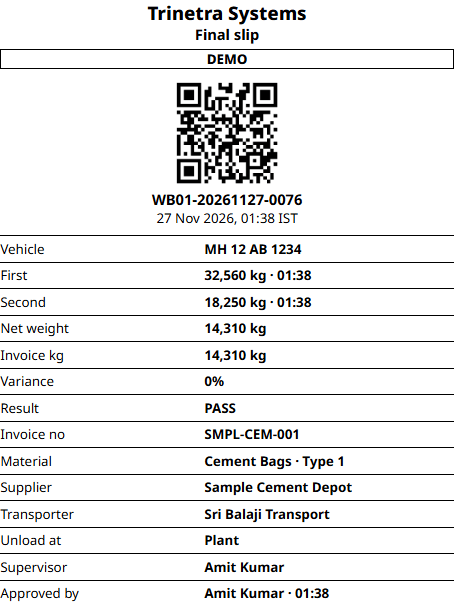 Trinetra Systems
Final slip
DEMO
WB01-20261127-0076
27 Nov 2026, 01:38 IST
Vehicle MH 12 AB 1234
First 32,560 kg · 01:38
Second 18,250 kg · 01:38
Net weight 14,310 kg
Invoice kg 14,310 kg
Variance 0%
Result PASS
Invoice no SMPL-CEM-001
Material Cement Bags · Type 1
Supplier Sample Cement Depot
Transporter Sri Balaji Transport
Unload at Plant
Supervisor Amit Kumar
Approved by Amit Kumar · 01:38